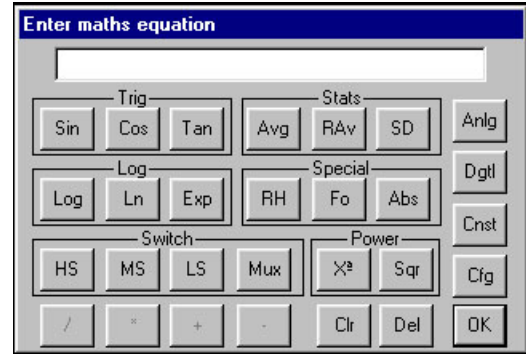 Enter maths equation
Trig Stats
Sin Cos Tan Avg RAv SD Anlg
Log Special Dgtl
Log Ln Exp RH Fo Abs
Switch Power Cnst
HS MS LS Mux Xª Sqr Cfg
/ * + - Clr Del OK